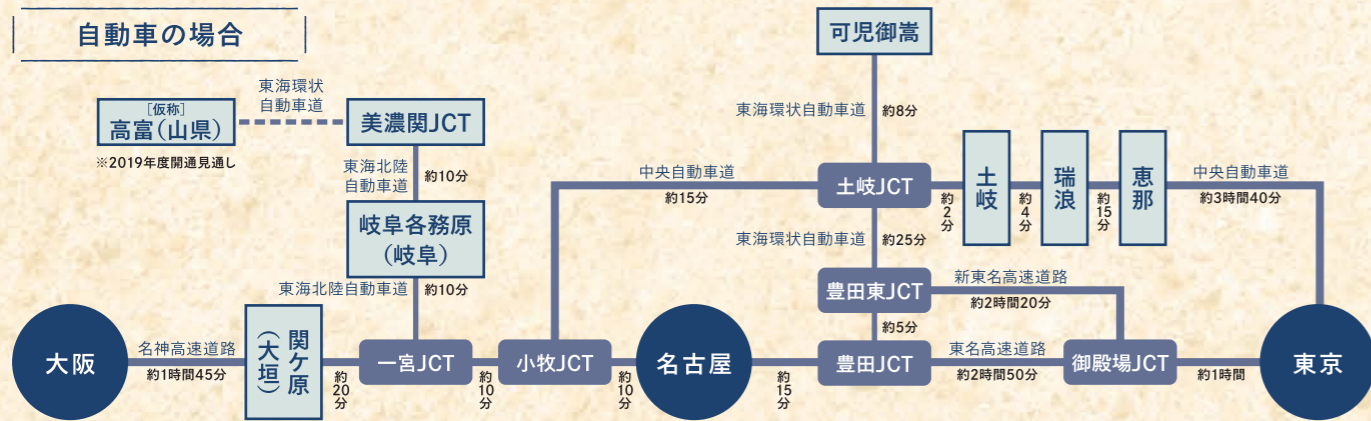 自動車の場合
可児御嵩
東海環状
自動車道
[仮称]
高富(山県)
※2019年度開通見通し
美濃関JCT
東海環状自動車道
約8分
東海北陸
自動車道
約10分
中央自動車道
約15分
土岐JCT
約2分
土岐
約4分
瑞浪
約15分
恵那
中央自動車道
約3時間40分
岐阜各務原
(岐阜)
東海環状自動車道
約25分
東海北陸自動車道
約10分
豊田東JCT
新東名高速道路
約2時間20分
約5分
大阪
名神高速道路
約1時間45分
関ケ原
(大垣)
約20分
一宮JCT
約10分
小牧JCT
約10分
名古屋
約15分
豊田JCT
東名高速道路
約2時間50分
御殿場JCT
約1時間
東京